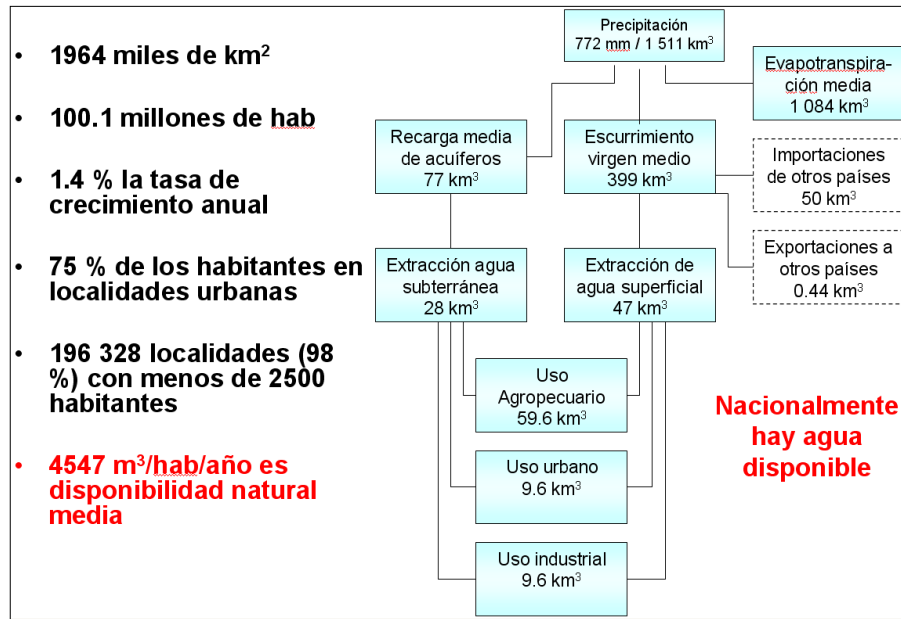 • 1964 miles de km²
• 100.1 millones de hab
• 1.4 % la tasa de
crecimiento anual
• 75 % de los habitantes en
localidades urbanas
• 196 328 localidades (98
%) con menos de 2500
habitantes
• 4547 m³/hab/año es
disponibilidad natural
media
Precipitación
772 mm / 1 511 km³
Evapotranspira-
ción media
1 084 km³
Recarga media
de acuíferos
77 km³
Escurrimiento
virgen medio
399 km³
Importaciones
de otros países
50 km³
Exportaciones a
otros países
0.44 km³
Extracción agua
subterránea
28 km³
Extracción de
agua superficial
47 km³
Uso
Agropecuario
59.6 km³
Uso urbano
9.6 km³
Uso industrial
9.6 km³
Nacionalmente
hay agua
disponible